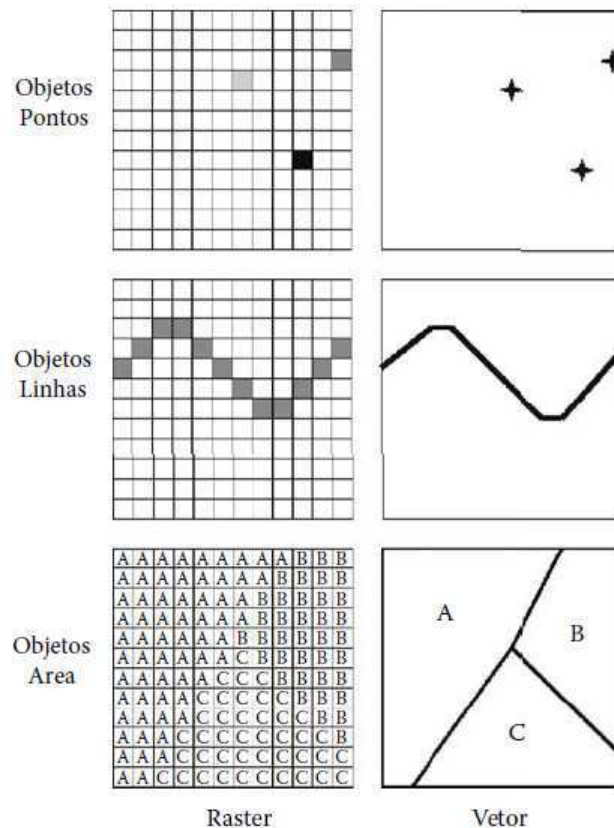 Objetos
Pontos
Objetos
Linhas
Objetos
Area
A A A A A A A A A B B B
A A A A A A A A B B B B
A A A A A A A B B B B B
A A A A A A A B B B B B
A A A A A A B B B B B B
A A A A A A C B B B B B
A A A A A C C C B B B B
A A A A C C C C C B B B
A A A A C C C C C C B B
A A A C C C C C C C C B
A A A C C C C C C C C C
A A C C C C C C C C C C
A
B
C
Raster
Vetor